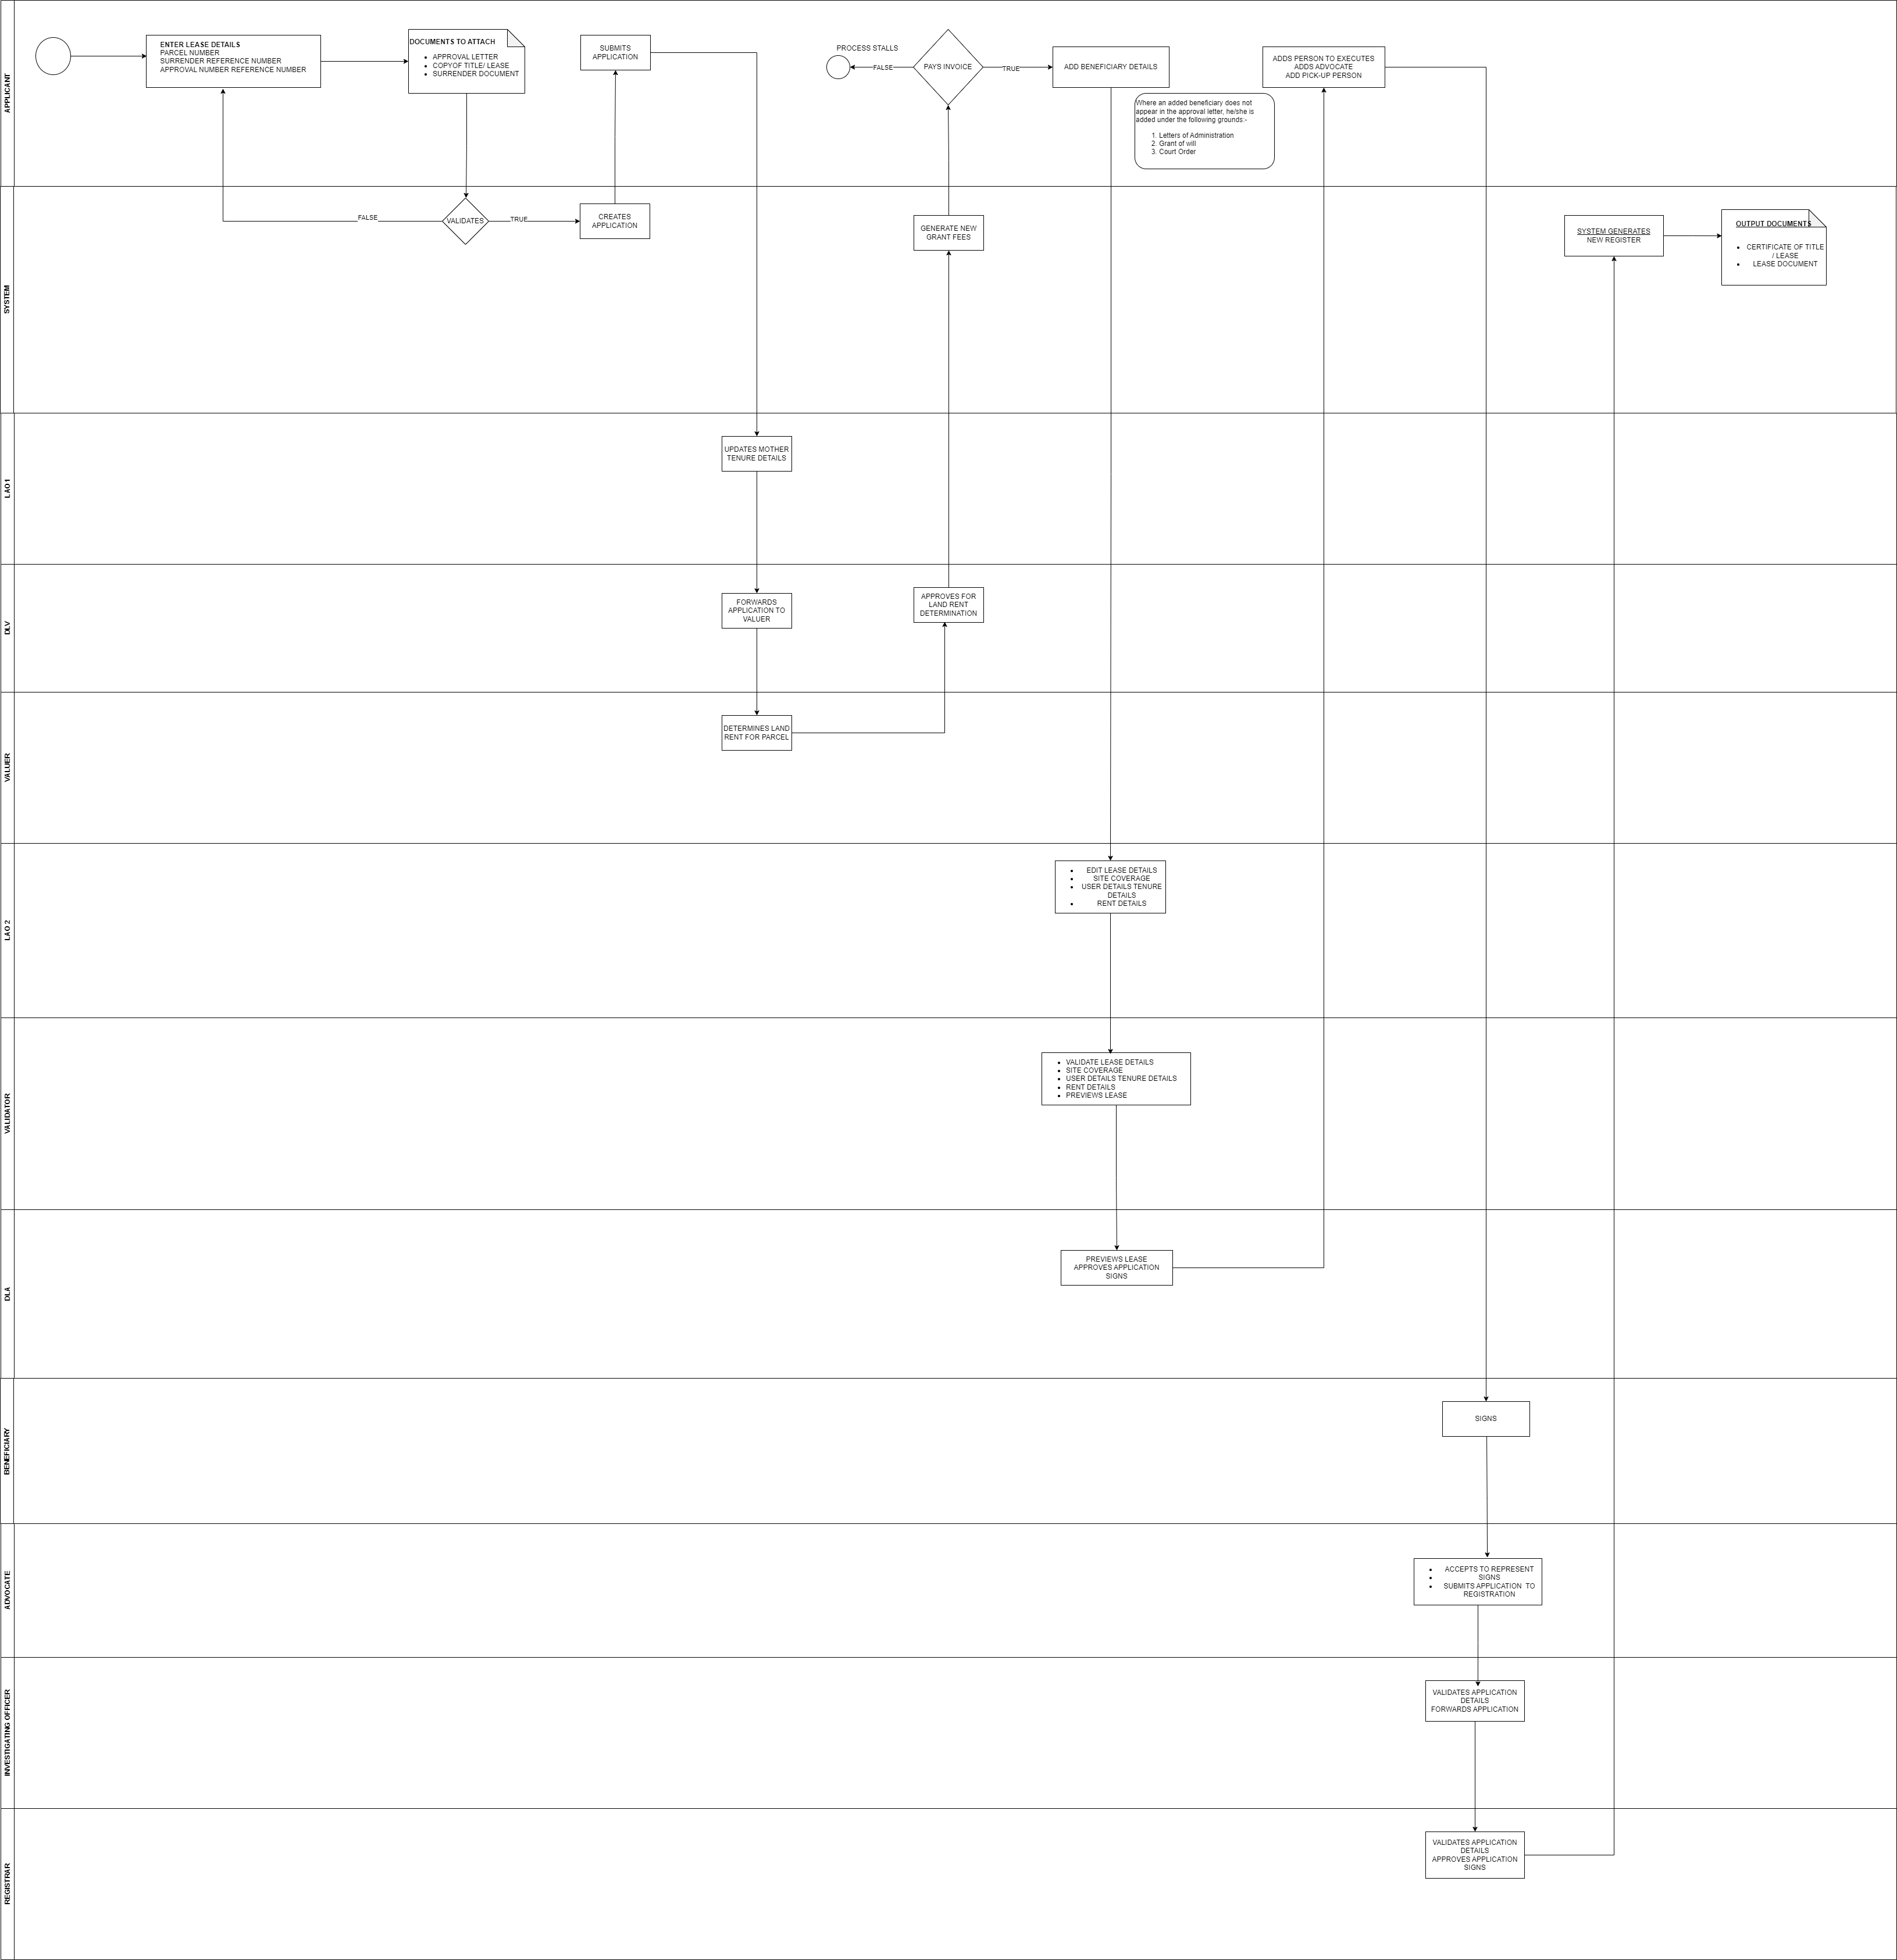 APPLICANT
ENTER LEASE DETAILS
PARCEL NUMBER
SURRENDER REFERENCE NUMBER
APPROVAL NUMBER REFERENCE NUMBER
DOCUMENTS TO ATTACH
• APPROVAL LETTER
• COPYOF TITLE/ LEASE
• SURRENDER DOCUMENT
SUBMITS
APPLICATION
PROCESS STALLS
FALSE
PAYS INVOICE
TRUE
ADD BENEFICIARY DETAILS
Where an added beneficiary does not
appear in the approval letter, he/she is
added under the following grounds:-
1. Letters of Administration
2. Grant of will
3. Court Order
ADDS PERSON TO EXECUTES
ADDS ADVOCATE
ADD PICK-UP PERSON
SYSTEM
FALSE
VALIDATES
TRUE
CREATES
APPLICATION
GENERATE NEW
GRANT FEES
SYSTEM GENERATES
NEW REGISTER
OUTPUT DOCUMENTS
• CERTIFICATE OF TITLE
/ LEASE
• LEASE DOCUMENT
LAO 1
UPDATES MOTHER
TENURE DETAILS
DLV
FORWARDS
APPLICATION TO
VALUER
APPROVES FOR
LAND RENT
DETERMINATION
VALUER
DETERMINES LAND
RENT FOR PARCEL
LAO 2
• EDIT LEASE DETAILS
• SITE COVERAGE
• USER DETAILS TENURE
DETAILS
• RENT DETAILS
VALIDATOR
• VALIDATE LEASE DETAILS
• SITE COVERAGE
• USER DETAILS TENURE DETAILS
• RENT DETAILS
• PREVIEWS LEASE
DLA
PREVIEWS LEASE
APPROVES APPLICATION
SIGNS
BENEFICIARY
SIGNS
ADVOCATE
• ACCEPTS TO REPRESENT
• SIGNS
• SUBMITS APPLICATION TO
REGISTRATION
INVESTIGATING OFFICER
VALIDATES APPLICATION
DETAILS
FORWARDS APPLICATION
REGISTRAR
VALIDATES APPLICATION
DETAILS
APPROVES APPLICATION
SIGNS